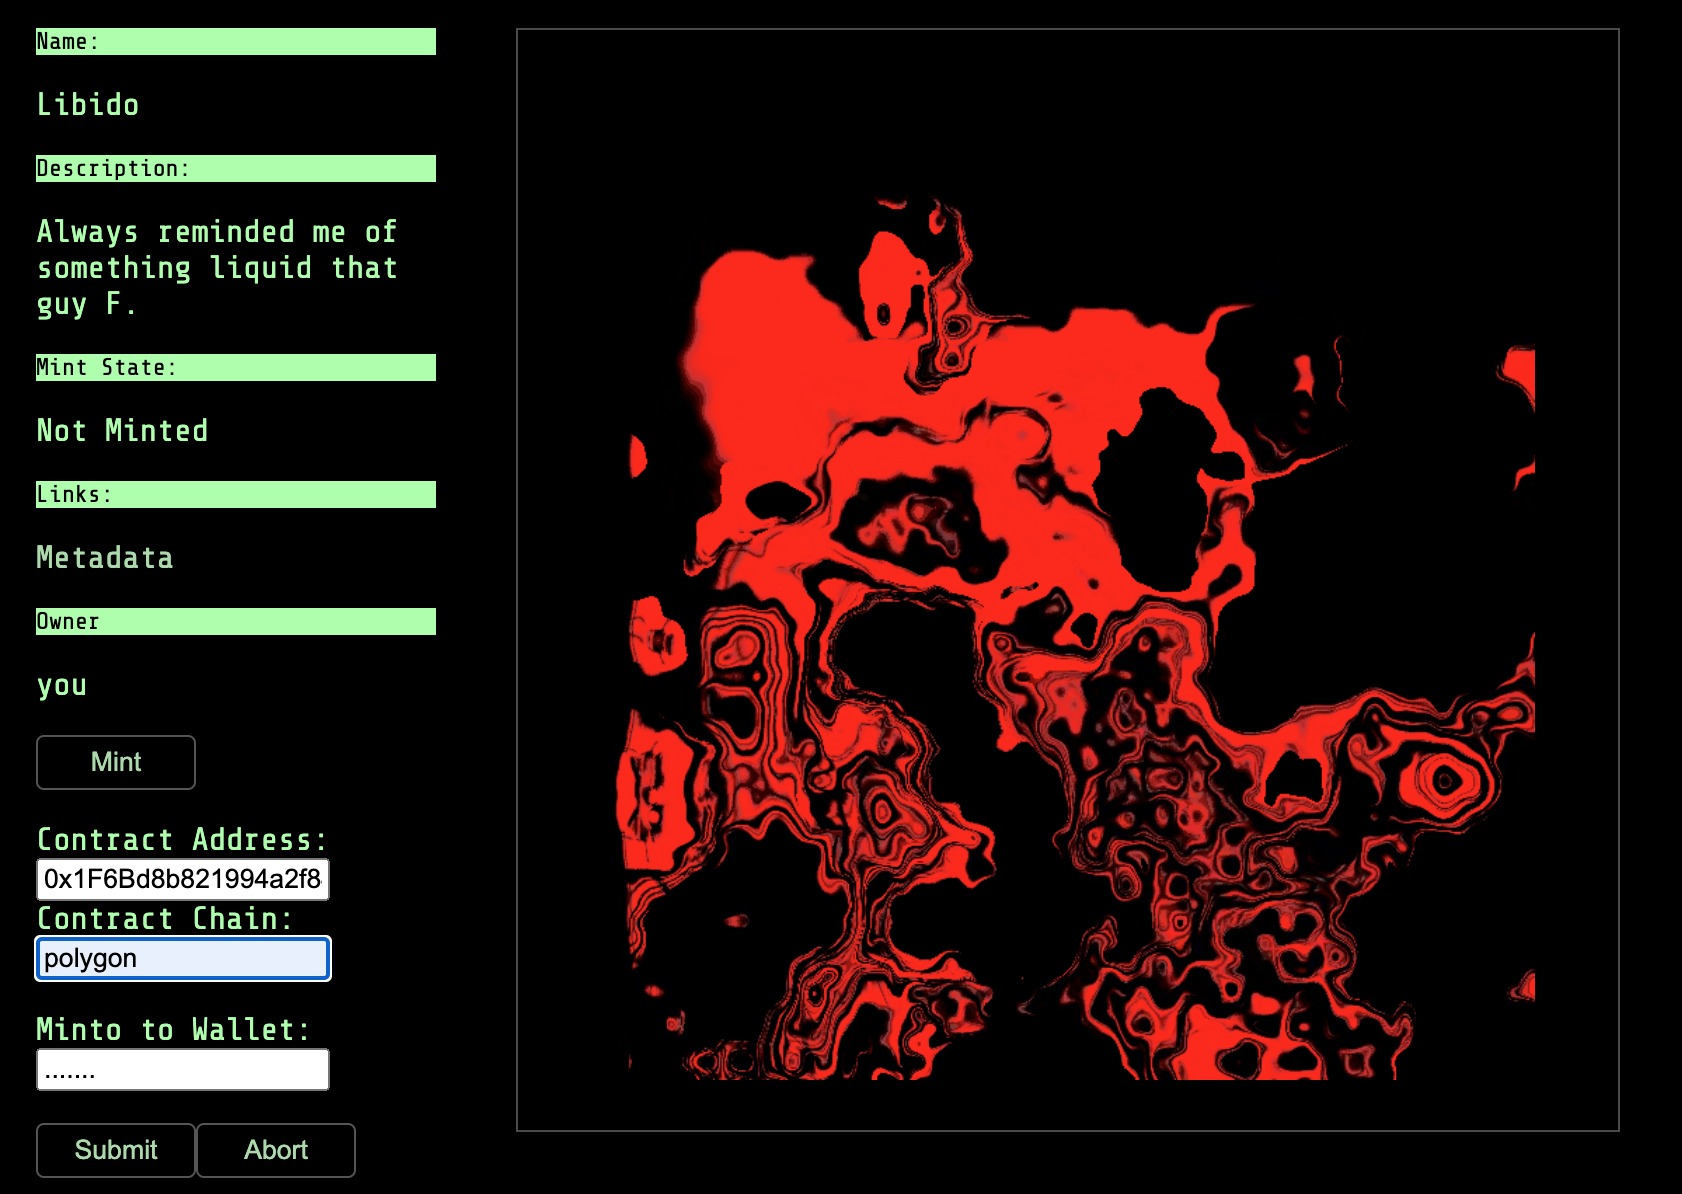 Name:
Libido
Description:
Always reminded me of
something liquid that
guy F.
Mint State:
Not Minted
Links:
Metadata
Owner
you
Mint
Contract Address:
0x1F6Bd8b821994a2f8
Contract Chain:
polygon
Minto to Wallet:
.......
Submit Abort